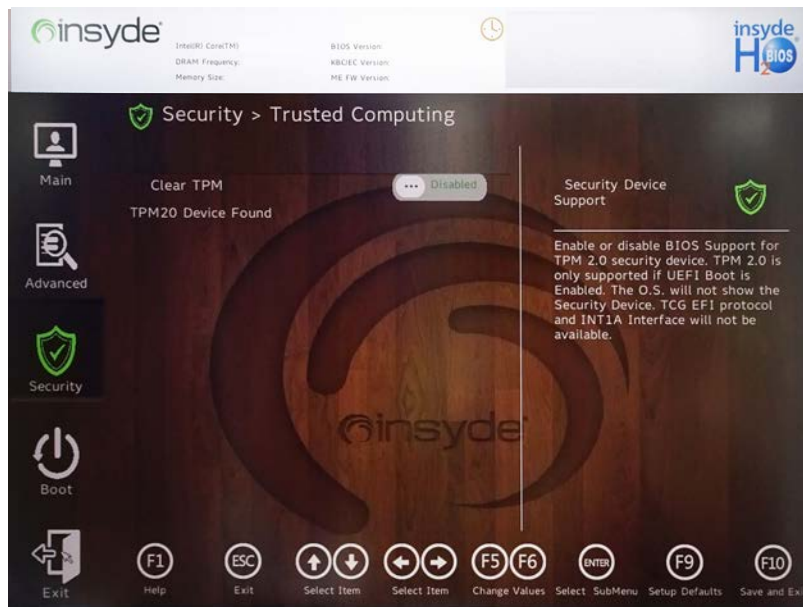 insyde
Intel(R) Core(TM)
DRAM Frequency:
Memory Size:
BIOS Version:
KBC/EC Version:
ME FW Version:
insyde
H2O BIOS
Security > Trusted Computing
Main
Advanced
Security
Boot
Exit
Clear TPM
Disabled
TPM20 Device Found
Security Device
Support
Enable or disable BIOS Support for
TPM 2.0 security device. TPM 2.0 is
only supported if UEFI Boot is
Enabled. The O.S. will not show the
Security Device. TCG EFI protocol
and INT1A Interface will not be
available.
insyde
F1
Help
ESC
Exit
Select Item
Select Item
F5 F6
Change Values
ENTER
Select SubMenu
F9
Setup Defaults
F10
Save and Ex